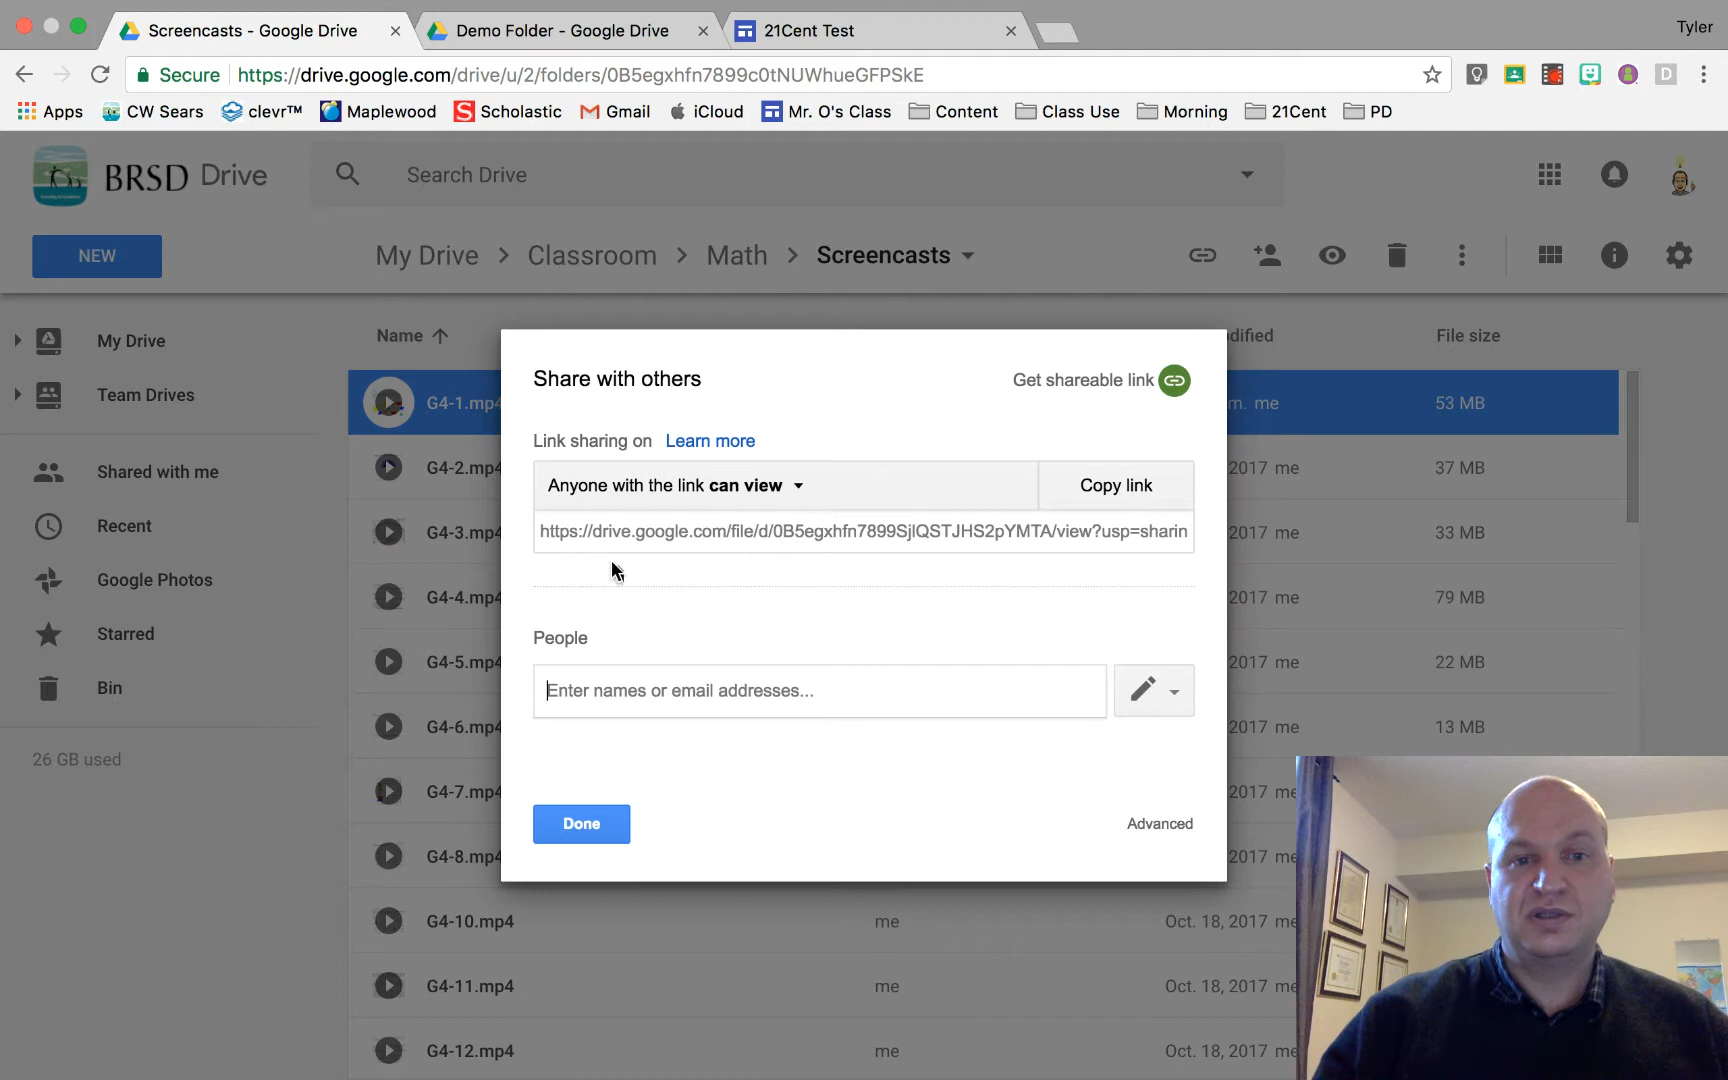 Screencasts - Google Drive
Demo Folder - Google Drive
21Cent Test
Tyler
Secure
https://drive.google.com/drive/u/2/folders/0B5egxhfn7899c0tNUWhueGFPSkE
D
Apps
CW Sears
clevr™
Maplewood
S Scholastic
Gmail
iCloud
Mr. O's Class
Content
Class Use
Morning
21Cent
PD
BRSD Drive
Search Drive
NEW
My Drive > Classroom > Math > Screencasts
My Drive
Team Drives
Shared with me
Recent
Google Photos
Starred
Bin
26 GB used
Name
dified
File size
G4-1.mp4
m. me
53 MB
G4-2.mp4
2017 me
37 MB
G4-3.mp4
2017 me
33 MB
G4-4.mp4
2017 me
79 MB
G4-5.mp4
2017 me
22 MB
G4-6.mp4
2017 me
13 MB
G4-7.mp4
2017 me
G4-8.mp4
2017 me
G4-10.mp4
me
Oct. 18, 2017 me
G4-11.mp4
me
Oct. 18, 2017 me
G4-12.mp4
me
Oct. 18, 2017 me
Share with others
Get shareable link
Link sharing on Learn more
Anyone with the link can view
Copy link
https://drive.google.com/file/d/0B5egxhfn7899SjlQSTJHS2pYMTA/view?usp=sharin
People
Enter names or email addresses...
Done
Advanced